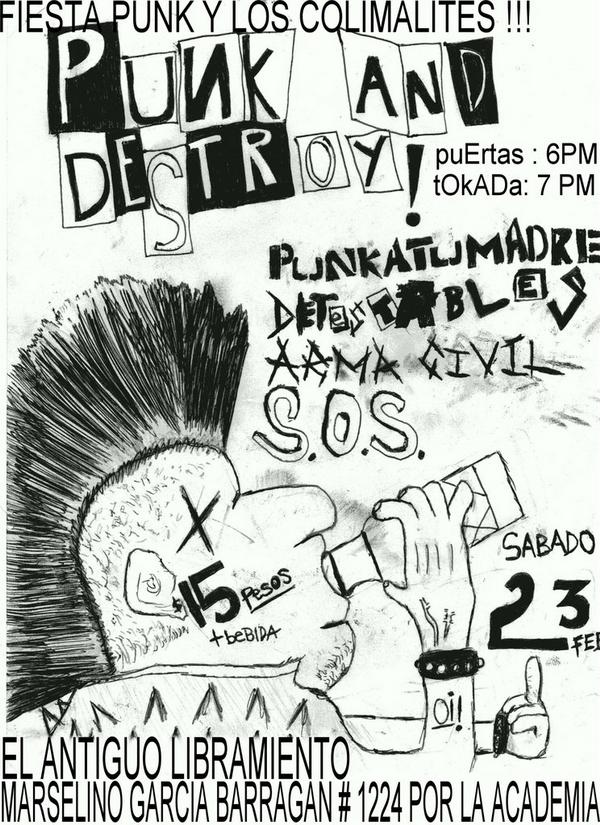 FIESTA PUNK Y LOS COLIMALITES !!!
PUNK AND
DESTROY!
puErtas : 6PM
tOkADa: 7 PM
PUNKATUMADRE
DETESTABLES
ARMA CIVIL
S.O.S.
SABADO
23
FEB
$15 PESOS
+ beBIDA
Oi!
EL ANTIGUO LIBRAMIENTO
MARSELINO GARCIA BARRAGAN # 1224 POR LA ACADEMIA